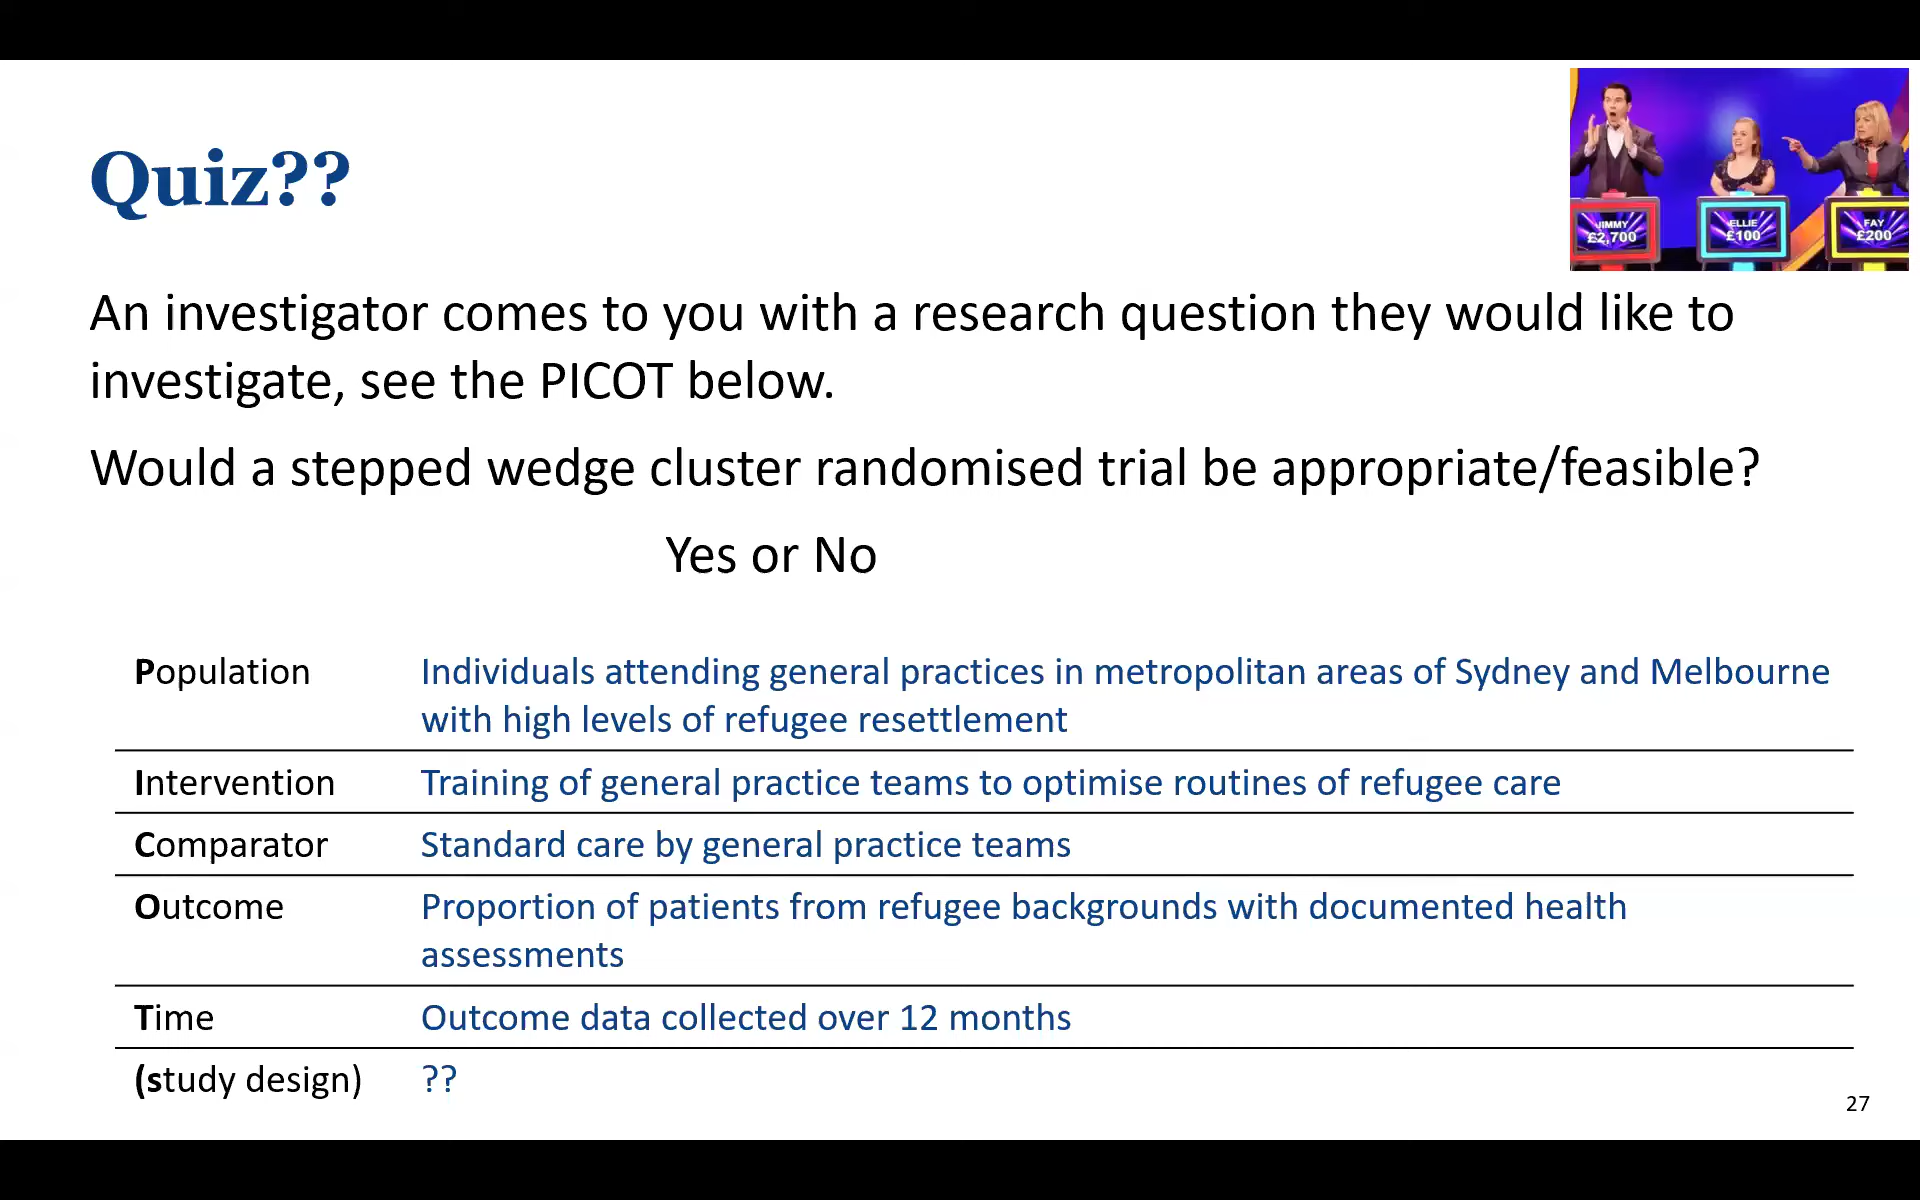 Quiz??
JIMMY
£2,700
ELLIE
£100
FAY
£200
An investigator comes to you with a research question they would like to
investigate, see the PICOT below.
Would a stepped wedge cluster randomised trial be appropriate/feasible?
Yes or No
Population Individuals attending general practices in metropolitan areas of Sydney and Melbourne
with high levels of refugee resettlement
Intervention Training of general practice teams to optimise routines of refugee care
Comparator Standard care by general practice teams
Outcome Proportion of patients from refugee backgrounds with documented health
assessments
Time Outcome data collected over 12 months
(study design) ??
27